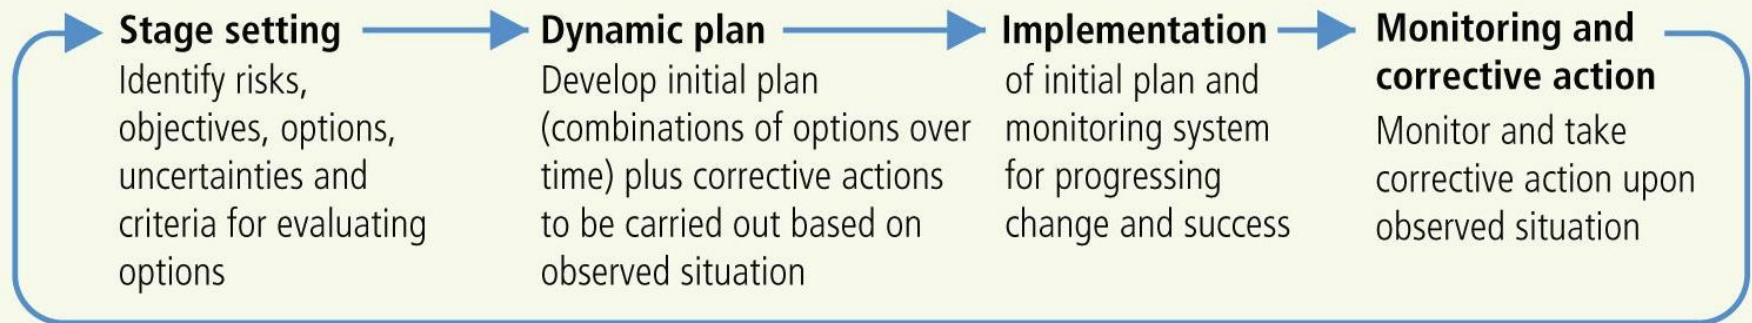 Stage setting
Identify risks,
objectives, options,
uncertainties and
criteria for evaluating
options
Dynamic plan
Develop initial plan
(combinations of options over
time) plus corrective actions
to be carried out based on
observed situation
Implementation
of initial plan and
monitoring system
for progressing
change and success
Monitoring and
corrective action
Monitor and take
corrective action upon
observed situation